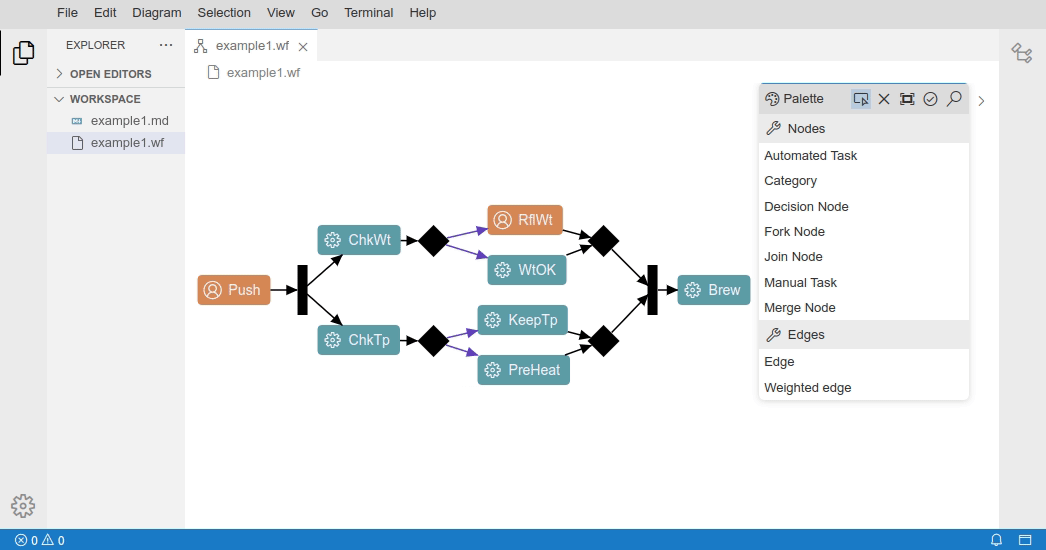 File Edit Diagram Selection View Go Terminal Help
EXPLORER
OPEN EDITORS
WORKSPACE
example1.md
example1.wf
example1.wf
example1.wf
Palette
Nodes
Automated Task
Category
Decision Node
Fork Node
Join Node
Manual Task
Merge Node
Edges
Edge
Weighted edge
Push
ChkWt
ChkTp
RflWt
WtOK
KeepTp
PreHeat
Brew
0 0